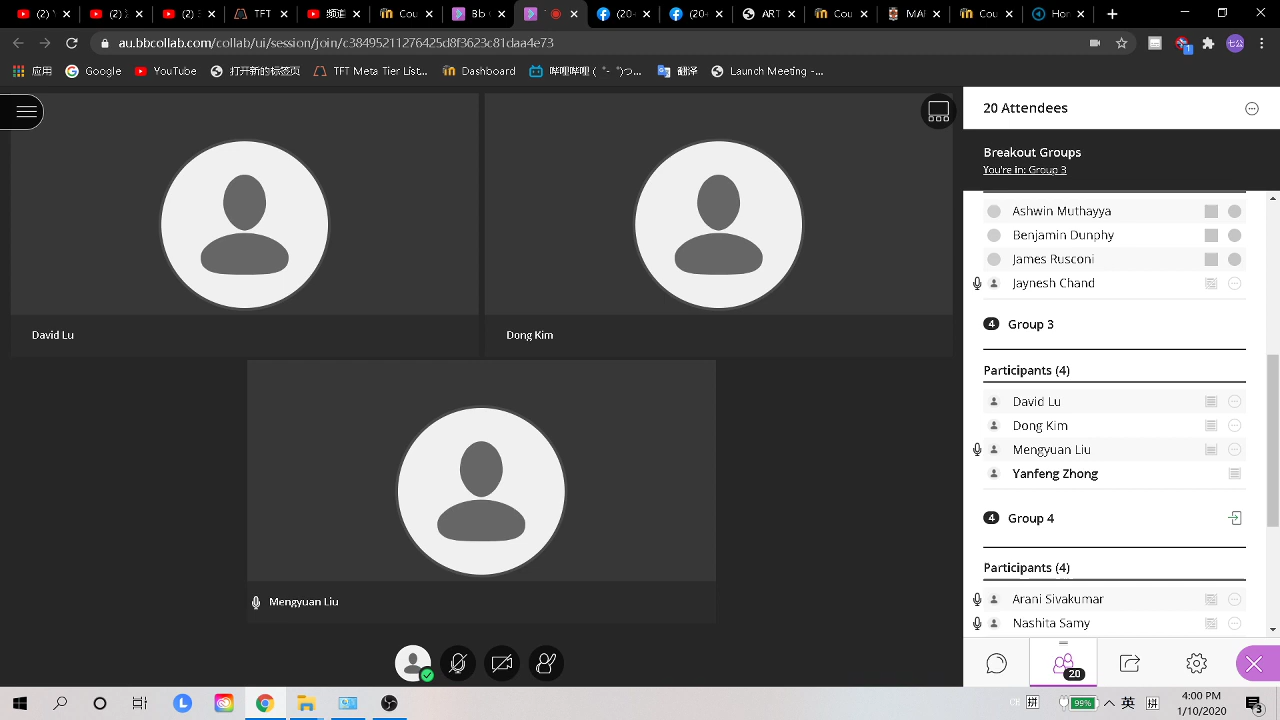 (2) Y
(2)
(2)
TFT
Cou
Bb
(20+
(20+
ART
Cou
MAI
Cou
Hor
au.bbcollab.com/collab/ui/session/join/c38495211276425d8f3623c81daa4e73
应用
Google
YouTube
打开新的标签页
TFT Meta Tier List...
Dashboard
哔哩哔哩 (゜-゜)つ...
翻译
Launch Meeting -...
David Lu
Dong Kim
Mengyuan Liu
20 Attendees
Breakout Groups
You're in: Group 3
Ashwin Muthayya
Benjamin Dunphy
James Rusconi
Jaynesh Chand
4 Group 3
Participants (4)
David Lu
Dong Kim
Mengyuan Liu
Yanfeng Zhong
4 Group 4
Participants (4)
Arani Sivakumar
Nashita Samy
20
99%
英
拼
4:00 PM
1/10/2020
3